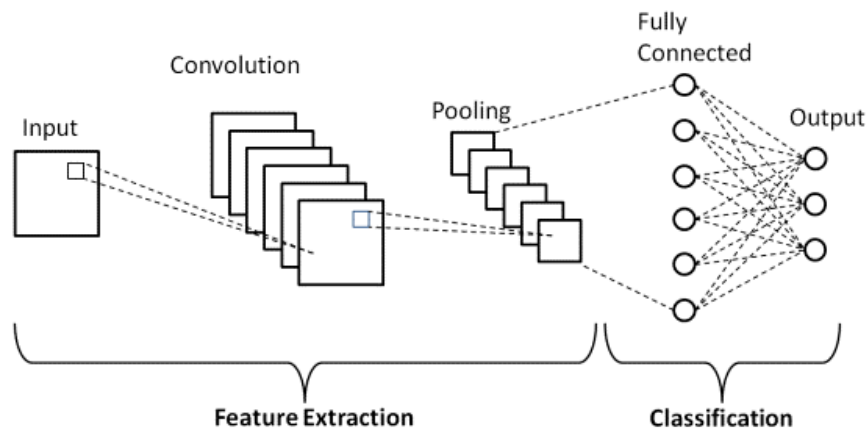 Input
Convolution
Pooling
Fully
Connected
Output
Feature Extraction
Classification